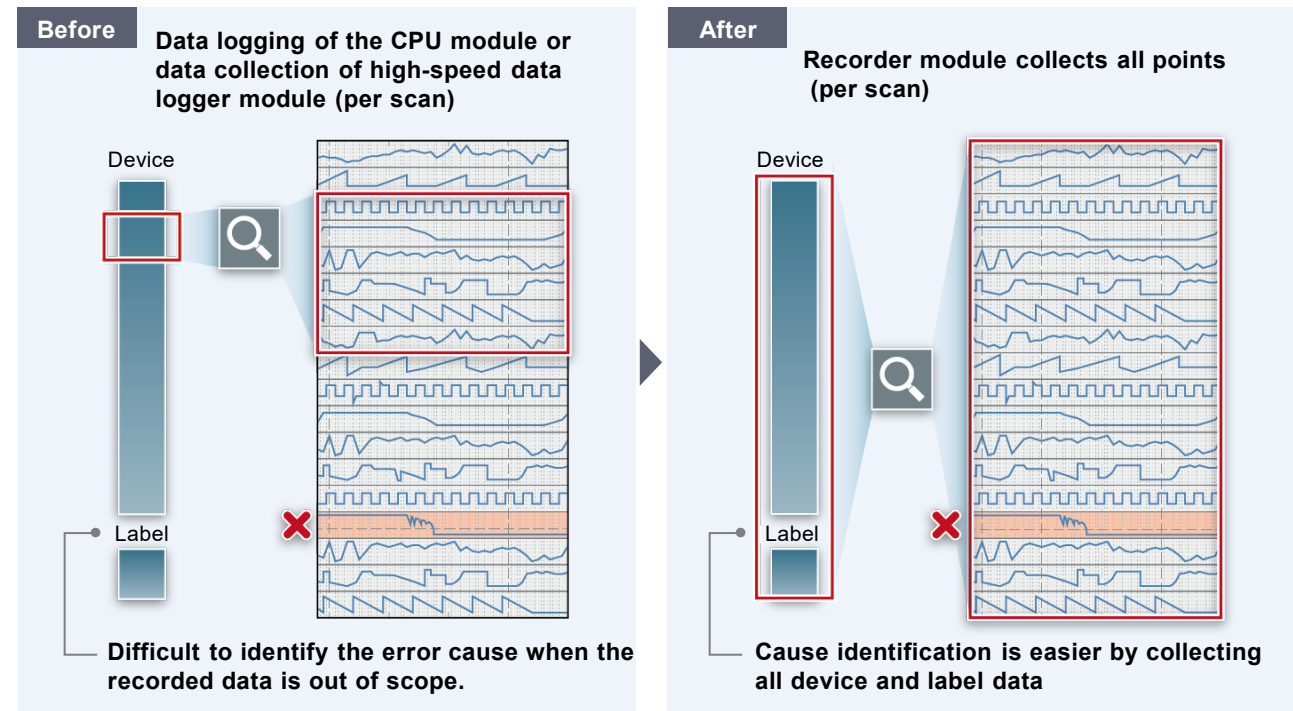 Before
Data logging of the CPU module or
data collection of high-speed data
logger module (per scan)
Device
Label
Difficult to identify the error cause when the
recorded data is out of scope.
After
Recorder module collects all points
(per scan)
Device
Label
Cause identification is easier by collecting
all device and label data